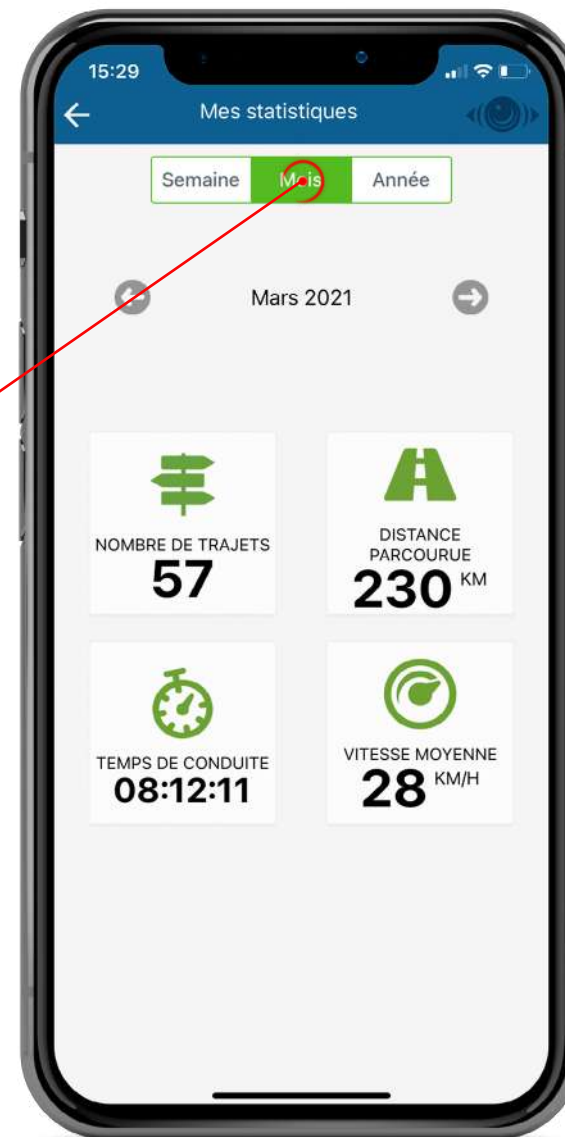 15:29
Mes statistiques
Semaine Mois Année
Mars 2021
NOMBRE DE TRAJETS
57
DISTANCE
PARCOURUE
230 KM
TEMPS DE CONDUITE
08:12:11
VITESSE MOYENNE
28 KM/H